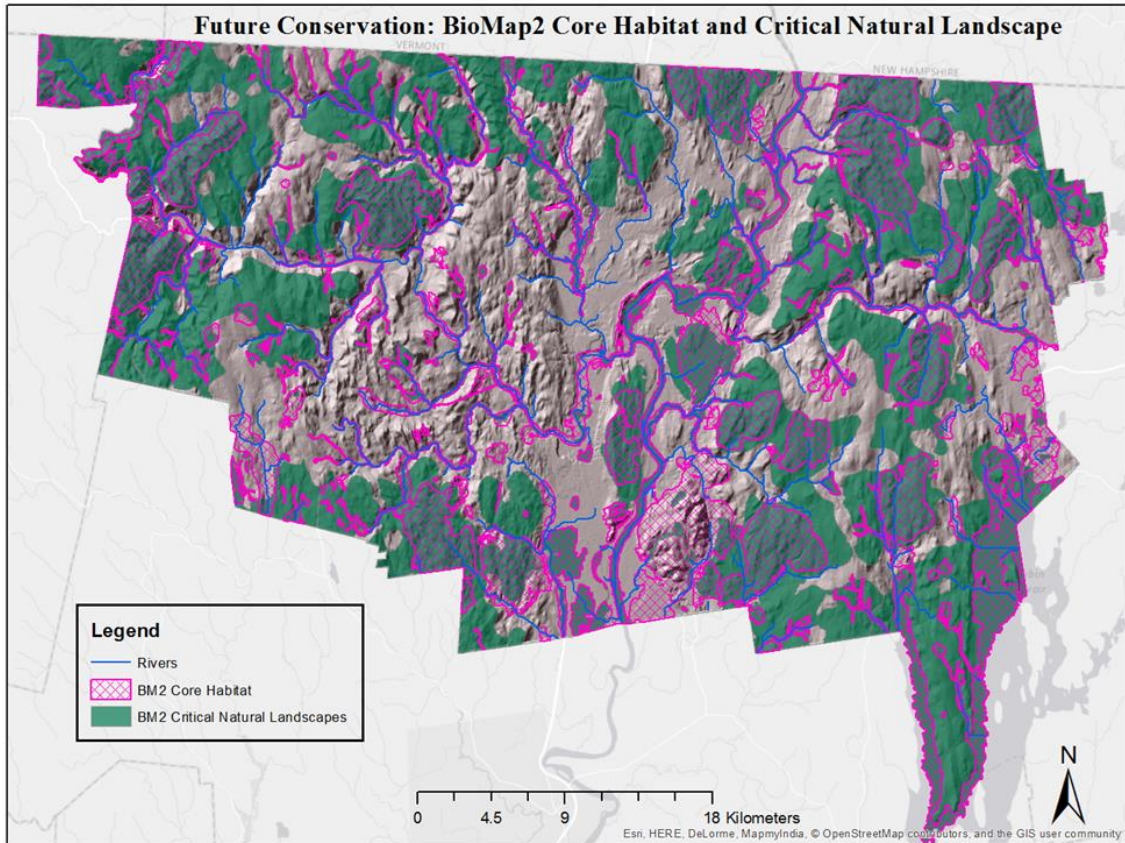 Future Conservation: BioMap2 Core Habitat and Critical Natural Landscape
VERMONT
NEW HAMPSHIRE
Legend
Rivers
BM2 Core Habitat
BM2 Critical Natural Landscapes
N
0 4.5 9 18 Kilometers
Esri, HERE, DeLorme, MapmyIndia, © OpenStreetMap contributors, and the GIS user community